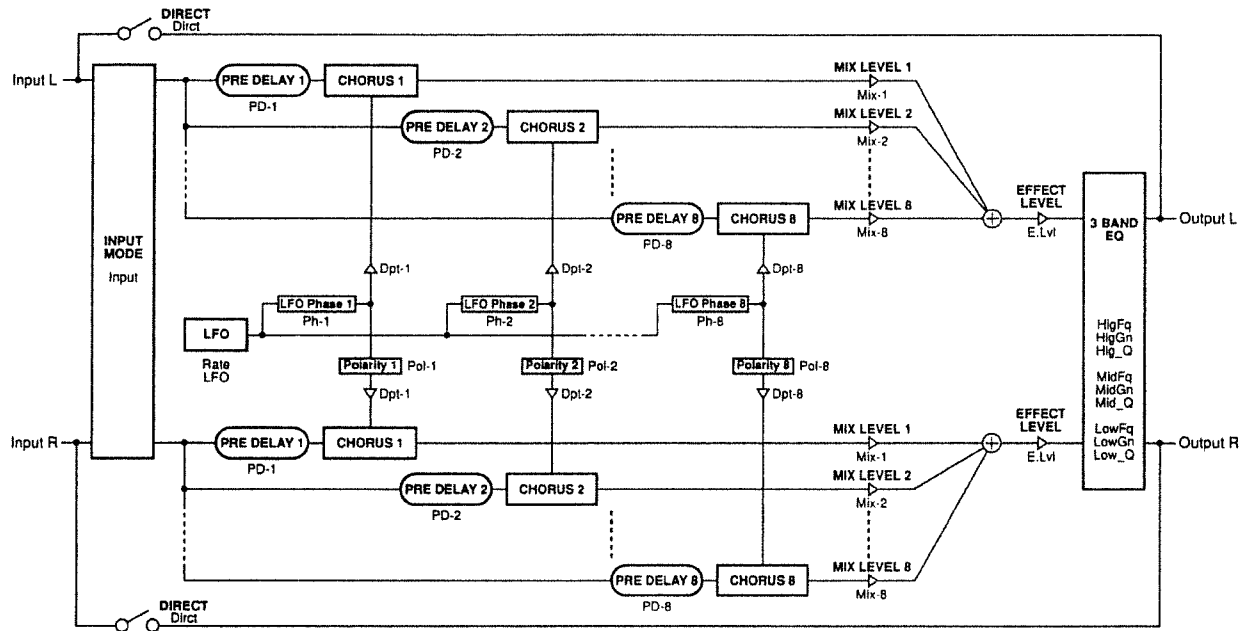 DIRECT
Dirct
Input L
PRE DELAY 1
PD-1
CHORUS 1
MIX LEVEL 1
Mix-1
PRE DELAY 2
PD-2
CHORUS 2
MIX LEVEL 2
Mix-2
PRE DELAY 8
PD-8
CHORUS 8
MIX LEVEL 8
Mix-8
EFFECT
LEVEL
E.Lvl
3 BAND
EQ
Output L
INPUT
MODE
Input
Dpt-1
Dpt-2
Dpt-8
LFO Phase 1
Ph-1
LFO Phase 2
Ph-2
LFO Phase 8
Ph-8
LFO
Rate
LFO
Polarity 1
Pol-1
Polarity 2
Pol-2
Polarity 8
Pol-8
Dpt-1
Dpt-2
Dpt-8
HigFq
HigGn
Hig_Q
MidFq
MidGn
Mid_Q
LowFq
LowGn
Low_Q
Input R
PRE DELAY 1
PD-1
CHORUS 1
MIX LEVEL 1
Mix-1
EFFECT
LEVEL
E.Lvl
Output R
PRE DELAY 2
PD-2
CHORUS 2
MIX LEVEL 2
Mix-2
PRE DELAY 8
PD-8
CHORUS 8
MIX LEVEL 8
Mix-8
DIRECT
Dirct